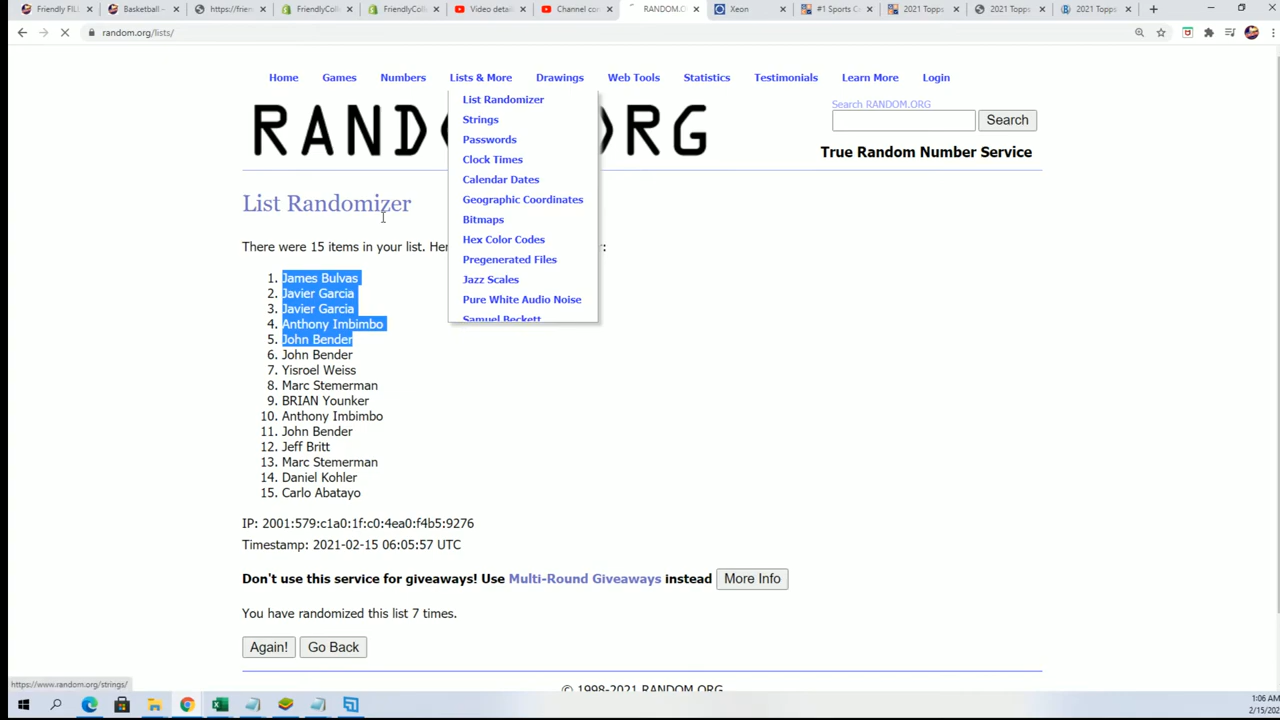 Friendly FIL
Basketball -
https://frien
FriendlyColl
FriendlyColl
Video detail
Channel con
RANDOM.O
Xeon
#1 Sports C
2021 Topps
2021 Topps
2021 Topps
random.org/lists/
Home Games Numbers Lists & More Drawings Web Tools Statistics Testimonials Learn More Login
List Randomizer
Strings
Passwords
Clock Times
Calendar Dates
Geographic Coordinates
Bitmaps
Hex Color Codes
Pregenerated Files
Jazz Scales
Pure White Audio Noise
Samuel Beckett
RAND RG
Search RANDOM.ORG
Search
True Random Number Service
List Randomizer
There were 15 items in your list. Her :
1. James Bulvas
2. Javier Garcia
3. Javier Garcia
4. Anthony Imbimbo
5. John Bender
6. John Bender
7. Yisroel Weiss
8. Marc Stemerman
9. BRIAN Younker
10. Anthony Imbimbo
11. John Bender
12. Jeff Britt
13. Marc Stemerman
14. Daniel Kohler
15. Carlo Abatayo
IP: 2001:579:c1a0:1f:c0:4ea0:f4b5:9276
Timestamp: 2021-02-15 06:05:57 UTC
Don't use this service for giveaways! Use Multi-Round Giveaways instead More Info
You have randomized this list 7 times.
Again! Go Back
© 1998-2021 RANDOM.ORG
https://www.random.org/strings/
1:06 AM
2/15/202